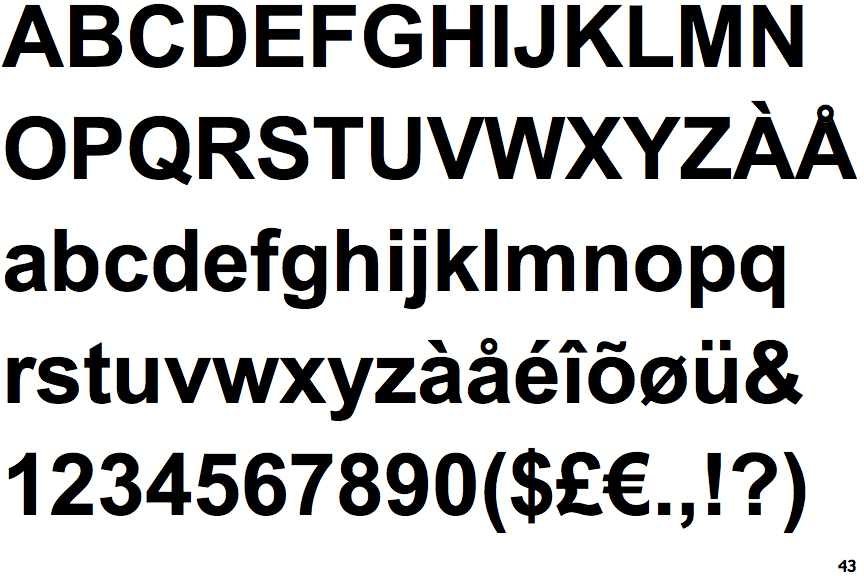 ABCDEFGHIJKLMN
OPQRSTUVWXYZÀÅ
abcdefghijklmnopq
rstuvwxyzàåéîõøü&
1234567890($£€.,!?)
43